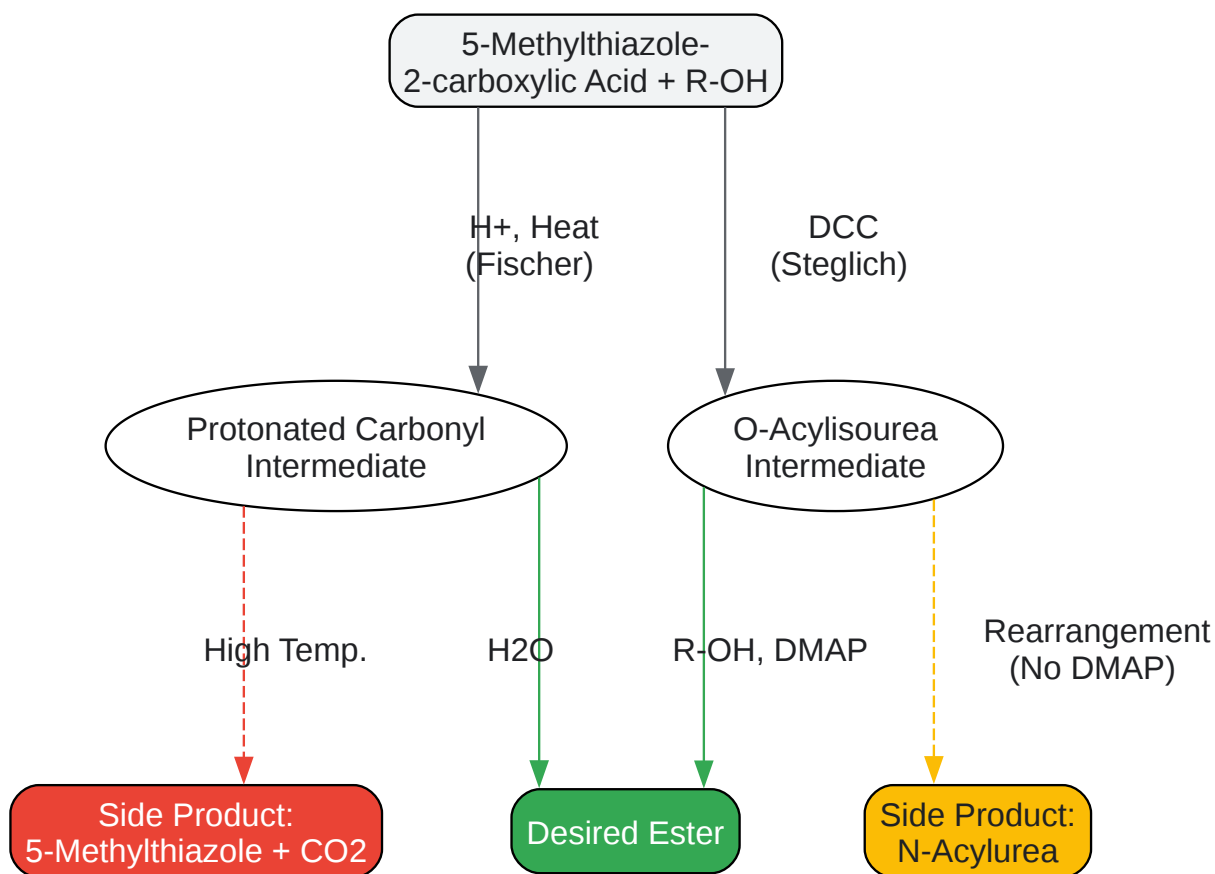 5-Methylthiazole-
2-carboxylic Acid + R-OH
H+, Heat
(Fischer)
DCC
(Steglich)
Protonated Carbonyl
Intermediate
O-Acylisourea
Intermediate
High Temp.
H2O
R-OH, DMAP
Rearrangement
(No DMAP)
Side Product:
5-Methylthiazole + CO2
Desired Ester
Side Product:
N-Acylurea